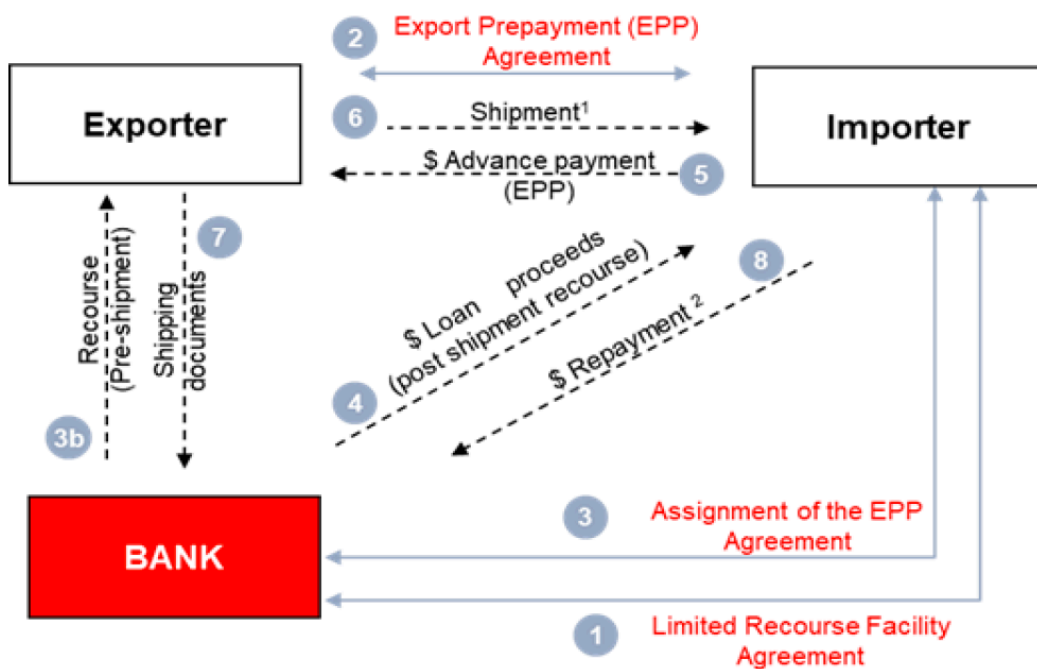 2
Export Prepayment (EPP)
Agreement
Exporter
6
Shipment¹
Importer
$ Advance payment
(EPP)
5
7
Recourse
(Pre-shipment)
Shipping
documents
$ Loan proceeds
(post shipment recourse)
8
$ Repayment ²
4
3b
3
Assignment of the EPP
Agreement
BANK
1
Limited Recourse Facility
Agreement